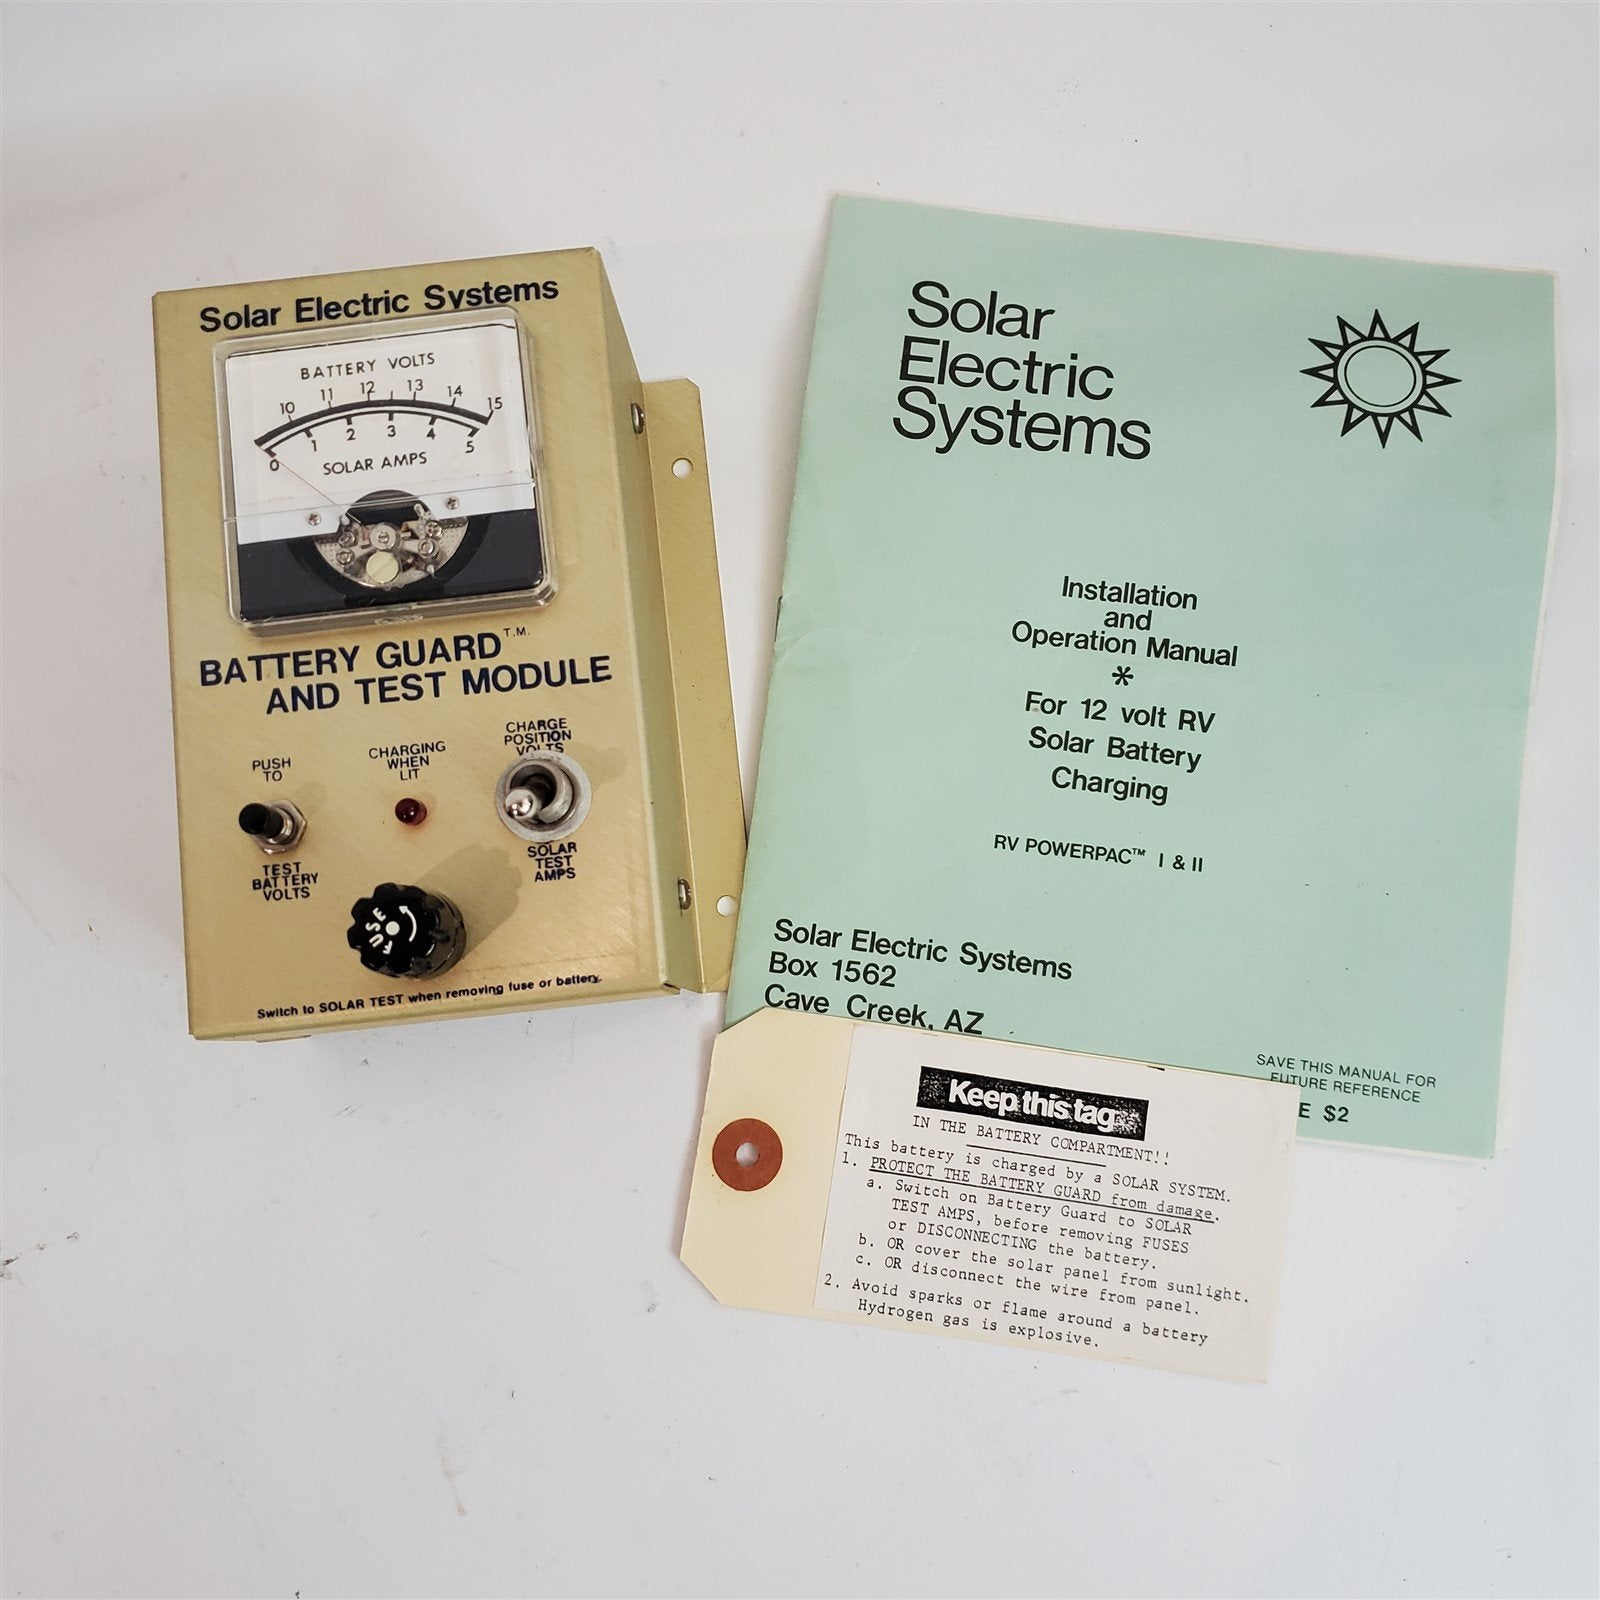 Solar Electric Systems
BATTERY VOLTS
10 11 12 13 14 15
0 1 2 3 4 5
SOLAR AMPS
BATTERY GUARD T.M.
AND TEST MODULE
PUSH
TO
TEST
BATTERY
VOLTS
CHARGING
WHEN
LIT
CHARGE
POSITION
VOLTS
SOLAR
TEST
AMPS
FUSE
Switch to SOLAR TEST when removing fuse or battery.
Solar
Electric
Systems
Installation
and
Operation Manual
*
For 12 volt RV
Solar Battery
Charging
RV POWERPAC™ I & II
Solar Electric Systems
Box 1562
Cave Creek, AZ
SAVE THIS MANUAL FOR
FUTURE REFERENCE
E $2
Keep this tag
IN THE BATTERY COMPARTMENT!!
This battery is charged by a SOLAR SYSTEM.
1. PROTECT THE BATTERY GUARD from damage.
a. Switch on Battery Guard to SOLAR
TEST AMPS, before removing FUSES
or DISCONNECTING the battery.
b. OR cover the solar panel from sunlight.
c. OR disconnect the wire from panel.
2. Avoid sparks or flame around a battery
Hydrogen gas is explosive.